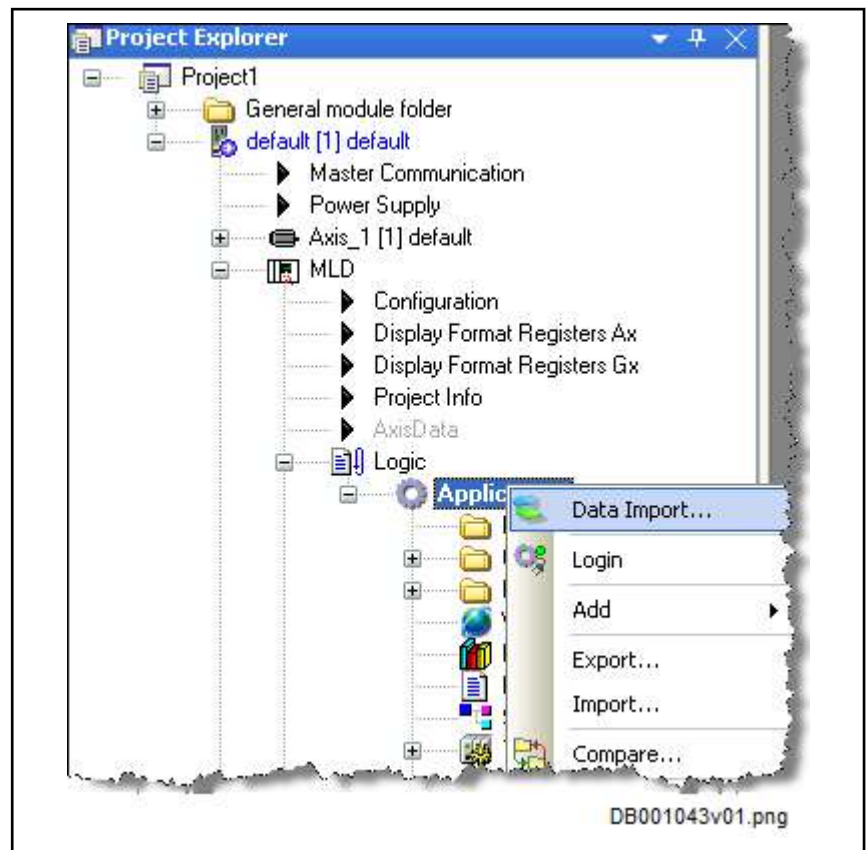 Project Explorer
Project1
General module folder
default [1] default
Master Communication
Power Supply
Axis_1 [1] default
MLD
Configuration
Display Format Registers Ax
Display Format Registers Gx
Project Info
AxisData
Logic
Data Import...
Login
Add
Export...
Import...
Compare...
DB001043v01.png